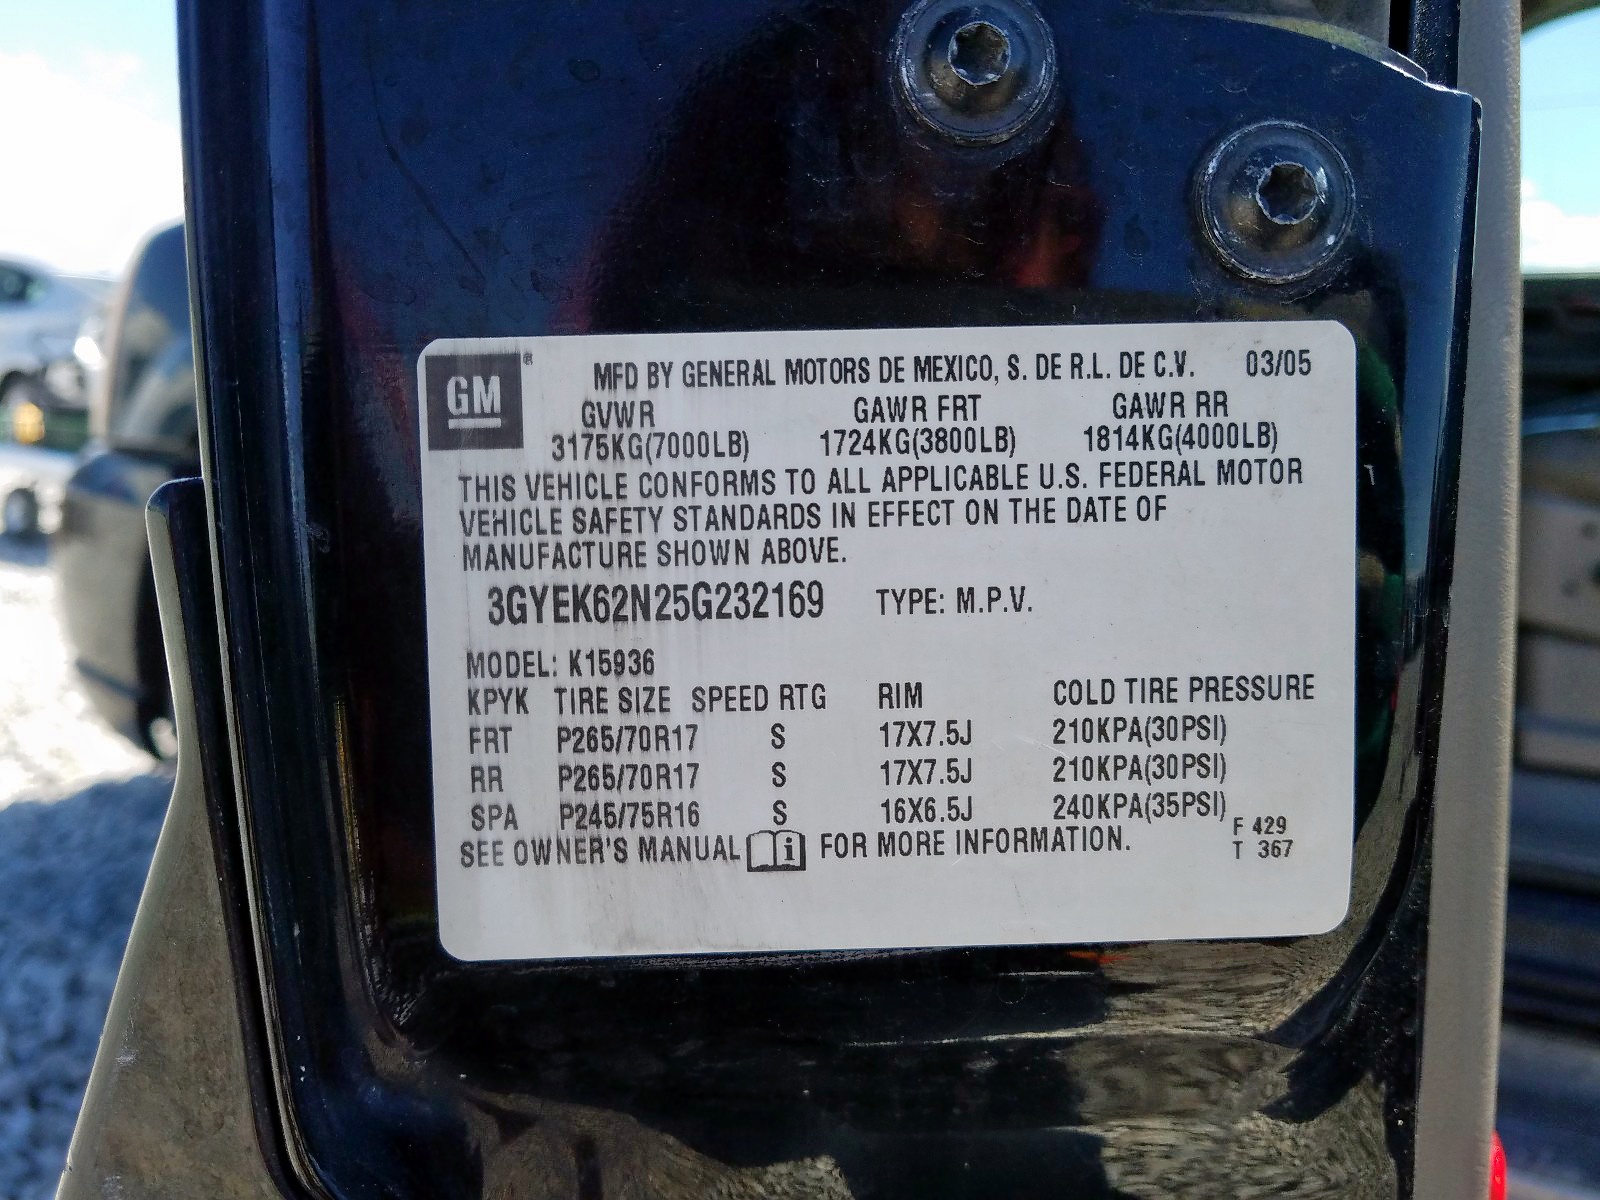 GM ®
MFD BY GENERAL MOTORS DE MEXICO, S. DE R.L. DE C.V. 03/05
GVWR GAWR FRT GAWR RR
3175KG(7000LB) 1724KG(3800LB) 1814KG(4000LB)
THIS VEHICLE CONFORMS TO ALL APPLICABLE U.S. FEDERAL MOTOR
VEHICLE SAFETY STANDARDS IN EFFECT ON THE DATE OF
MANUFACTURE SHOWN ABOVE.
3GYEK62N25G232169 TYPE: M.P.V.
MODEL: K15936
KPYK TIRE SIZE SPEED RTG RIM COLD TIRE PRESSURE
FRT P265/70R17 S 17X7.5J 210KPA(30PSI)
RR P265/70R17 S 17X7.5J 210KPA(30PSI)
SPA P245/75R16 S 16X6.5J 240KPA(35PSI)
SEE OWNER'S MANUAL i FOR MORE INFORMATION.
F 429
T 367